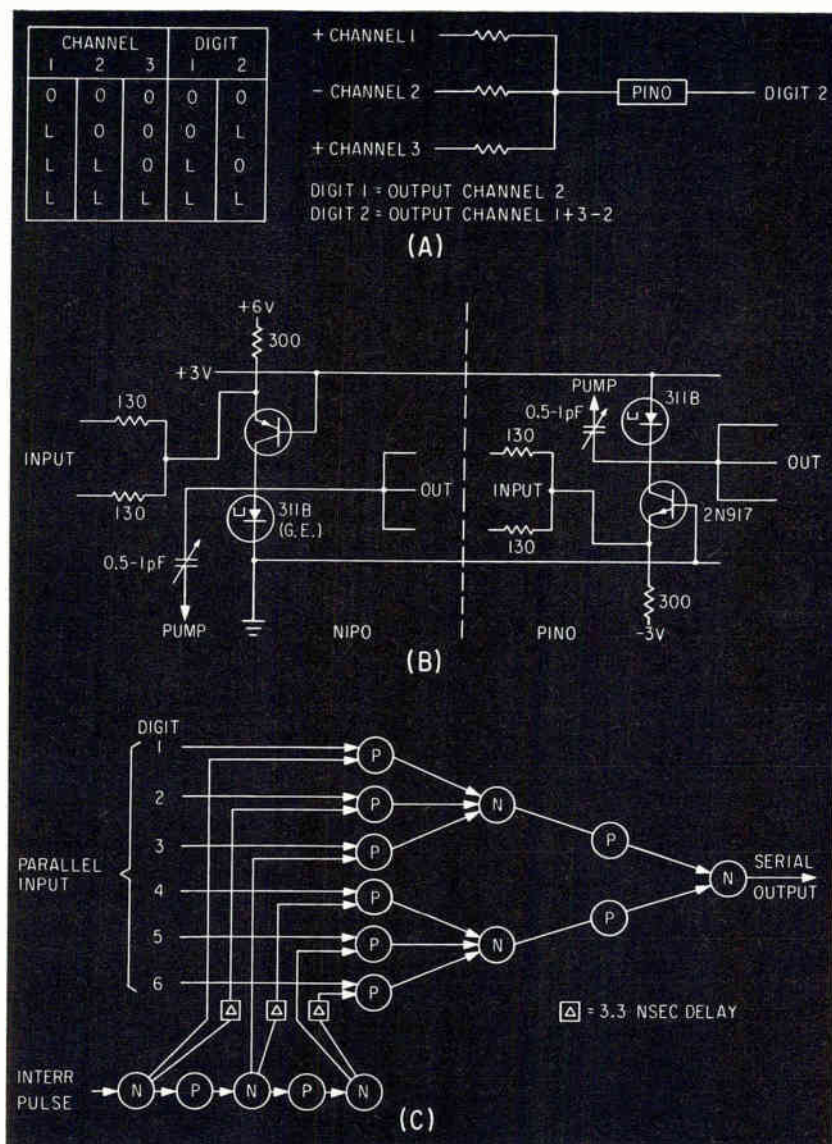 CHANNEL DIGIT
1 2 3 1 2
0 0 0 0 0
L 0 0 0 L
L L 0 L 0
L L L L L
+ CHANNEL 1
- CHANNEL 2
+ CHANNEL 3
PINO
DIGIT 2
DIGIT 1 = OUTPUT CHANNEL 2
DIGIT 2 = OUTPUT CHANNEL 1+3-2
(A)
+6V
300
+3V
130
INPUT
130
311B
(G.E.)
OUT
0.5-1pF
PUMP
NIPO
PUMP
0.5-1pF
311B
130
INPUT
130
OUT
2N917
300
-3V
PINO
(B)
DIGIT
1
2
3
4
5
6
PARALLEL
INPUT
P
P
P
P
P
P
N
N
P
P
N
SERIAL
OUTPUT
Δ Δ Δ
Δ = 3.3 NSEC DELAY
INTERR
PULSE
N P N P N
(C)